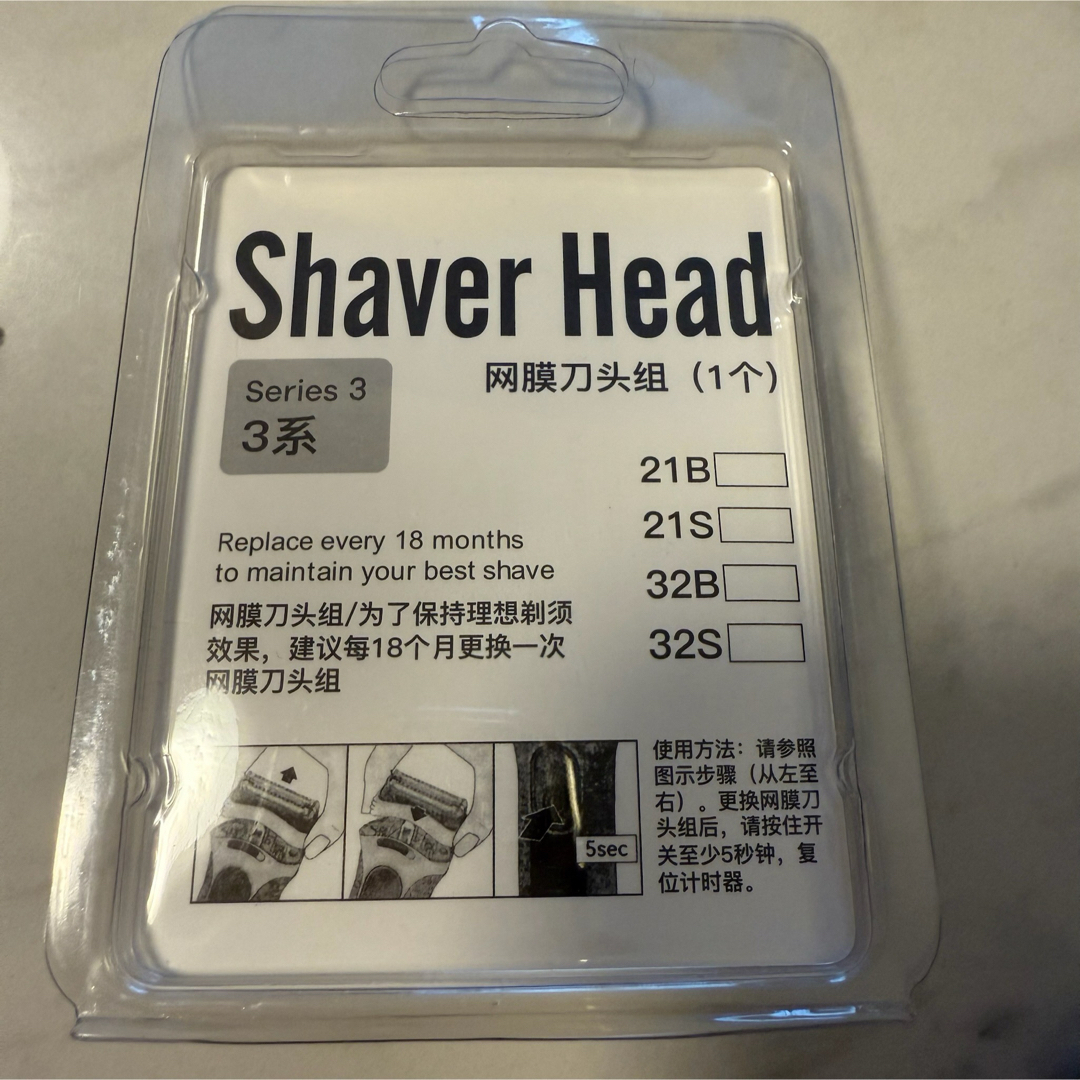 Shaver Head
网膜刀头组（1个）
Series 3
3系
21B
21S
32B
32S
Replace every 18 months
to maintain your best shave
网膜刀头组/为了保持理想剃须
效果，建议每18个月更换一次
网膜刀头组
5sec
使用方法：请参照
图示步骤（从左至
右）。更换网膜刀
头组后，请按住开
关至少5秒钟，复
位计时器。